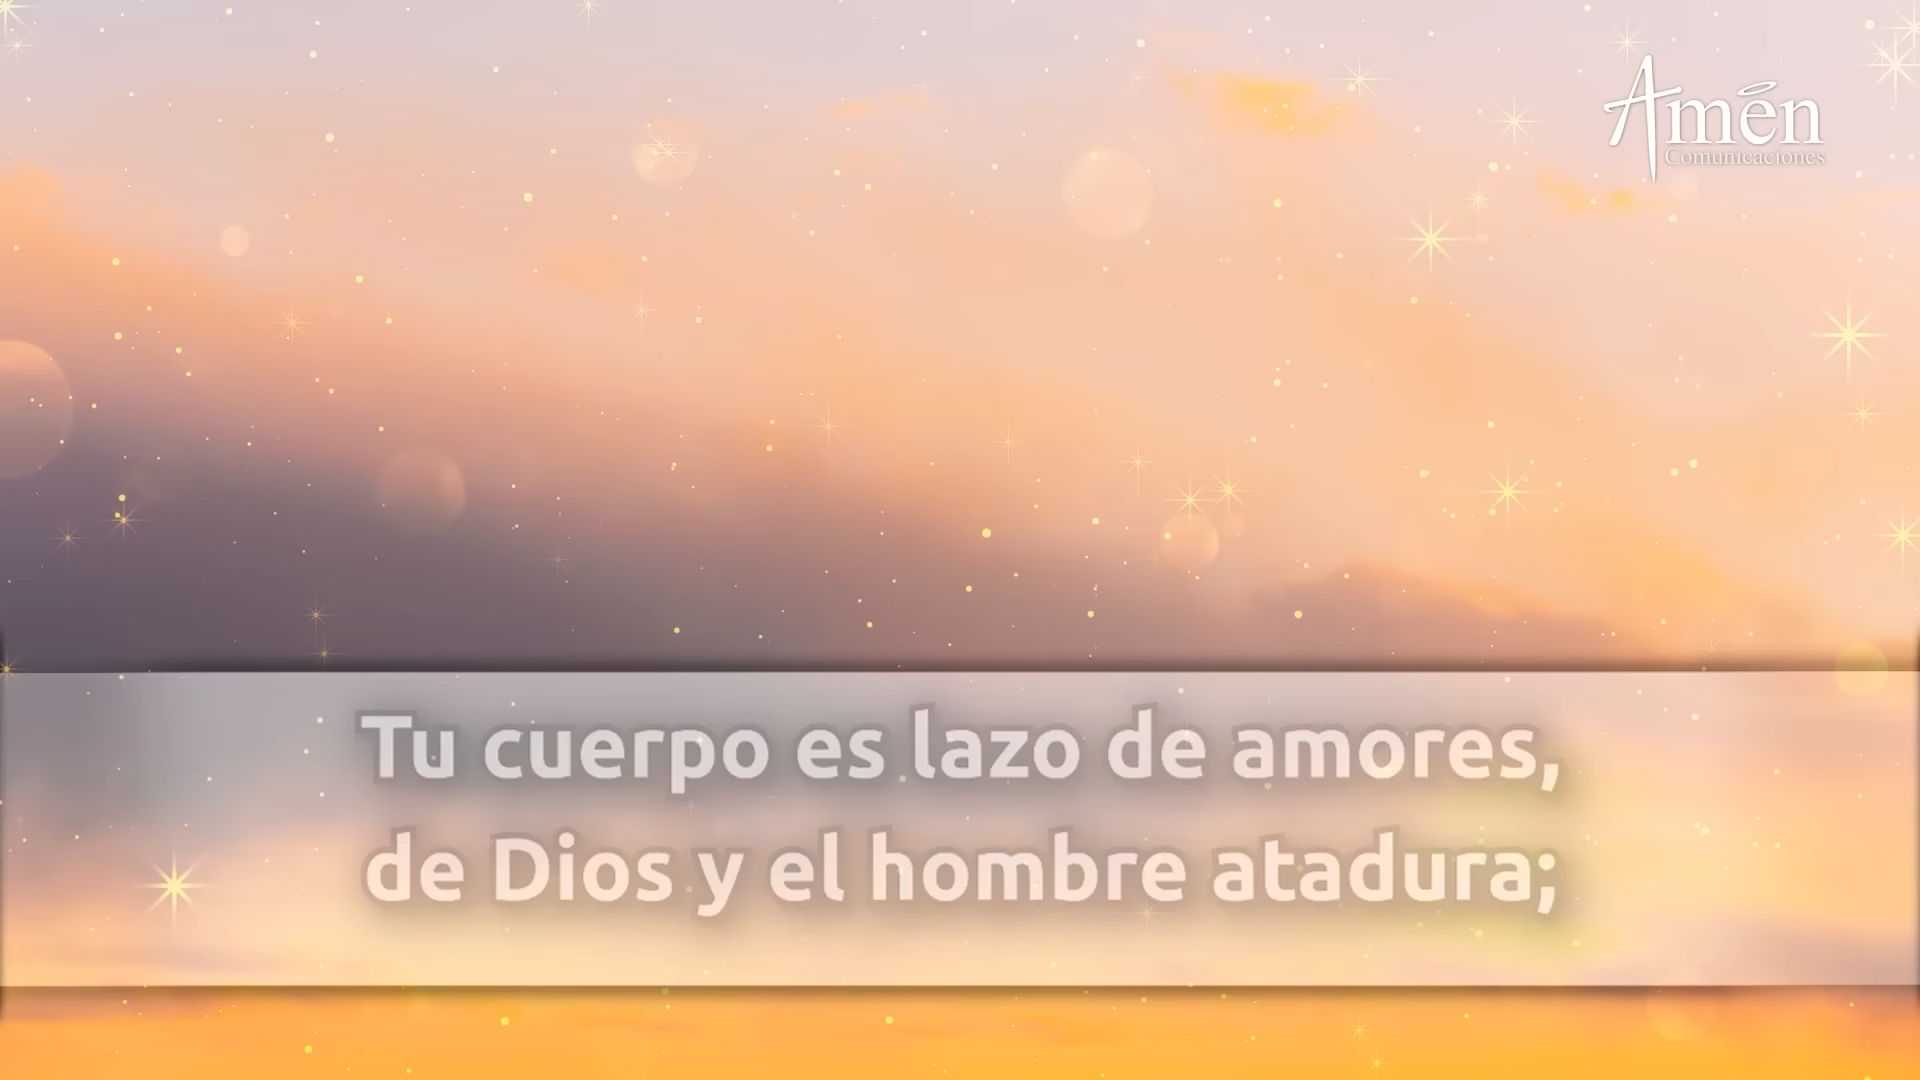 Amén
Comunicaciones
Tu cuerpo es lazo de amores,
de Dios y el hombre atadura;